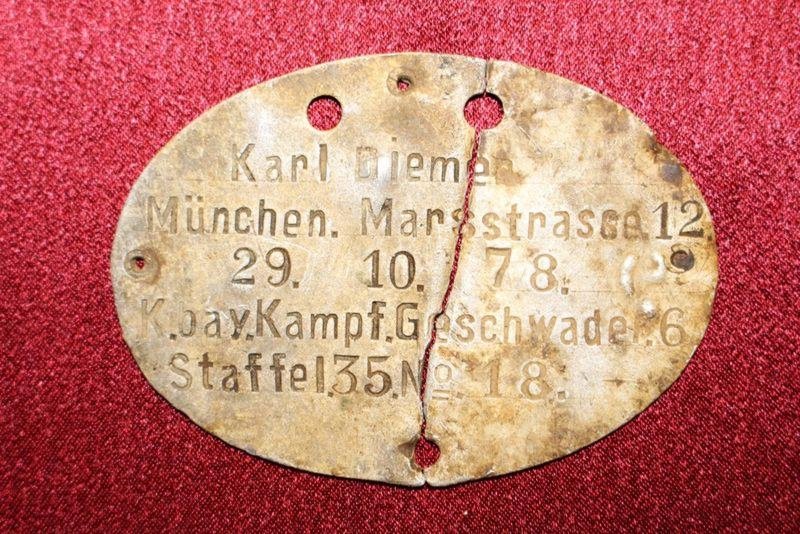 Karl Diemer
München. Marsstrasse.12.
29. 10. 78.
K.bay.Kampf.Geschwader.6
Staffel.35.No. 18.